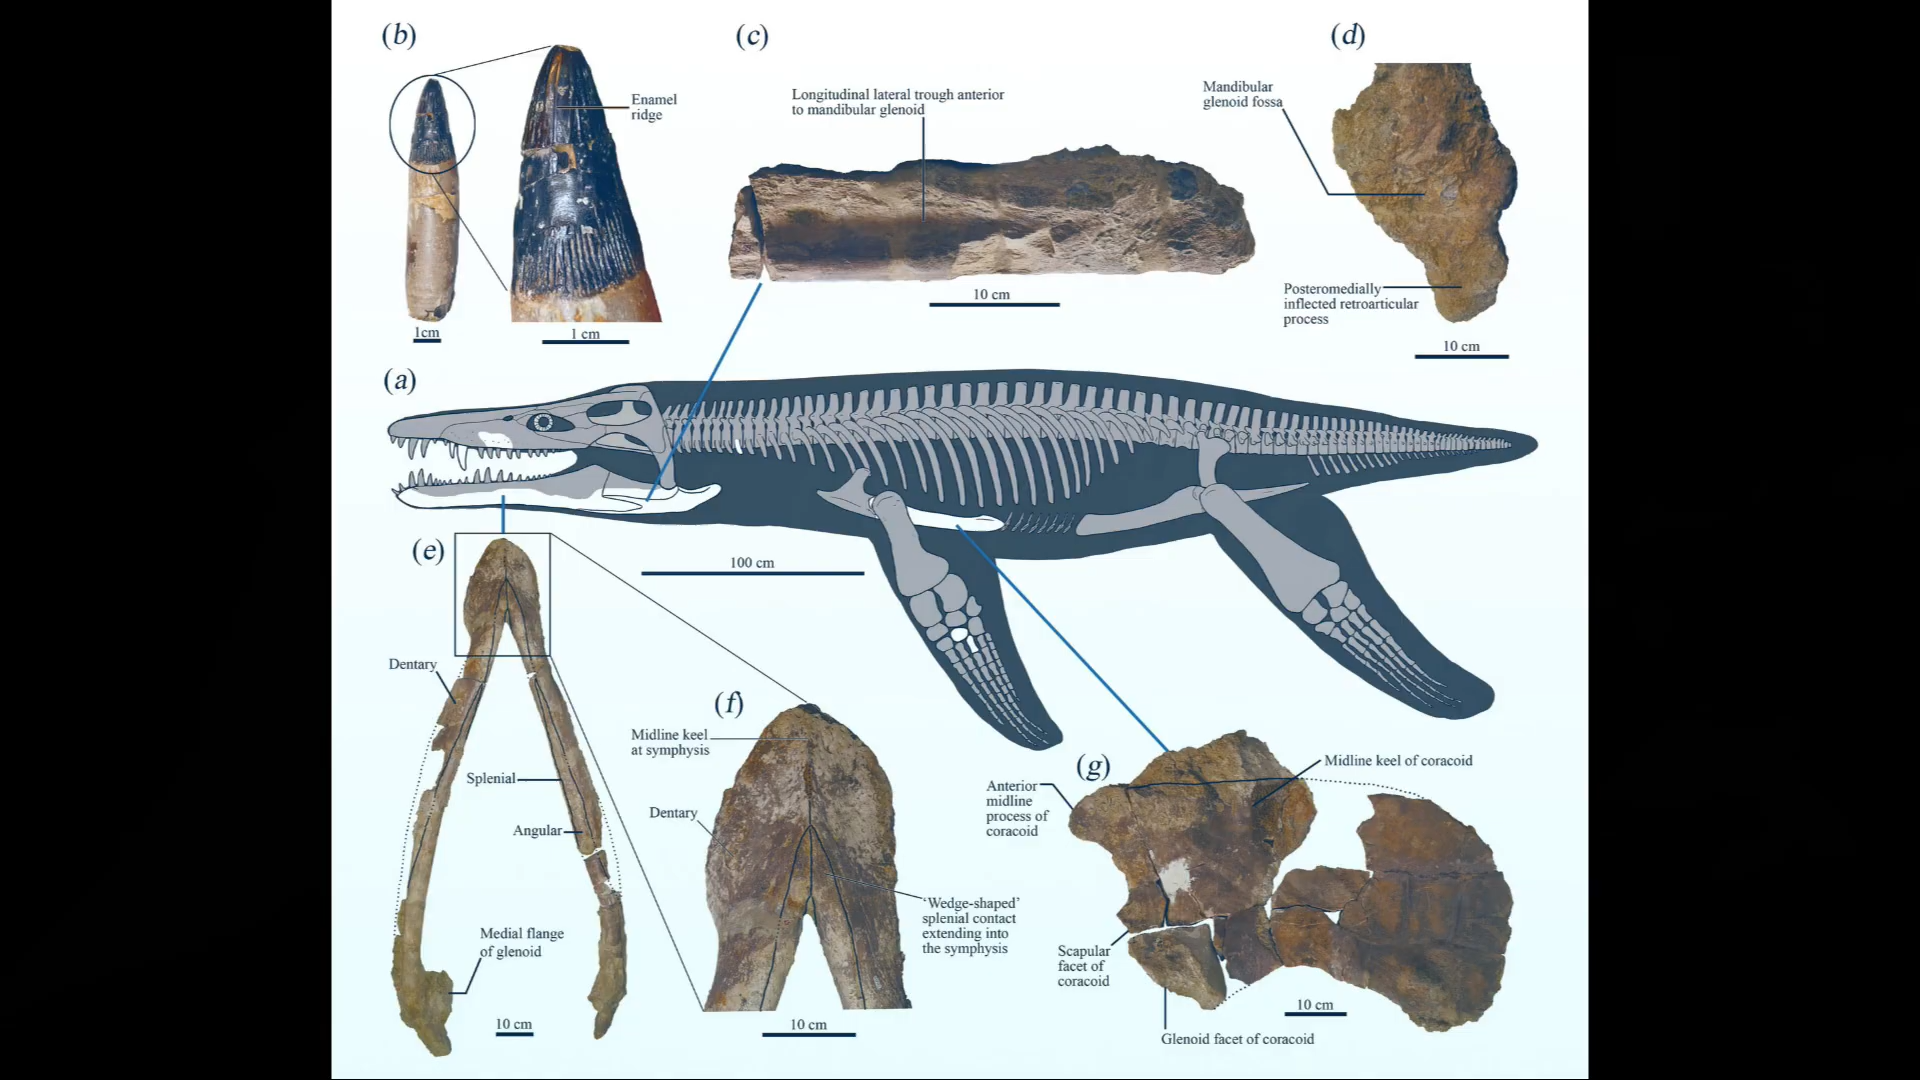 (b)
Enamel
ridge
1cm
1 cm
(c)
Longitudinal lateral trough anterior
to mandibular glenoid
10 cm
(d)
Mandibular
glenoid fossa
Posteromedially
inflected retroarticular
process
10 cm
(a)
100 cm
(e)
Dentary
Splenial
Angular
Medial flange
of glenoid
10 cm
(f)
Midline keel
at symphysis
Dentary
‘Wedge-shaped’
splenial contact
extending into
the symphysis
10 cm
(g)
Midline keel of coracoid
Anterior
midline
process of
coracoid
Scapular
facet of
coracoid
10 cm
Glenoid facet of coracoid